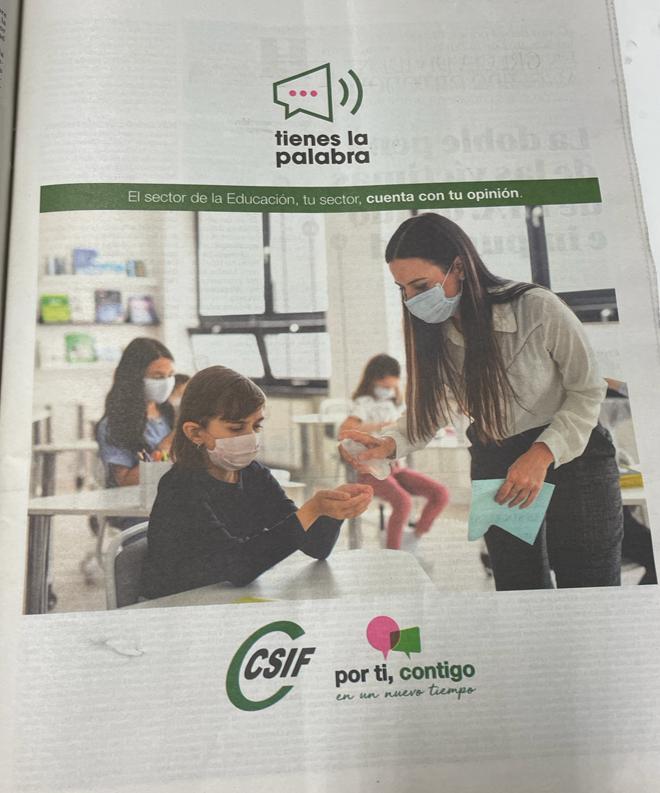 tienes la
palabra
El sector de la Educación, tu sector, cuenta con tu opinión.
CSIF
por ti, contigo
en un nuevo tiempo